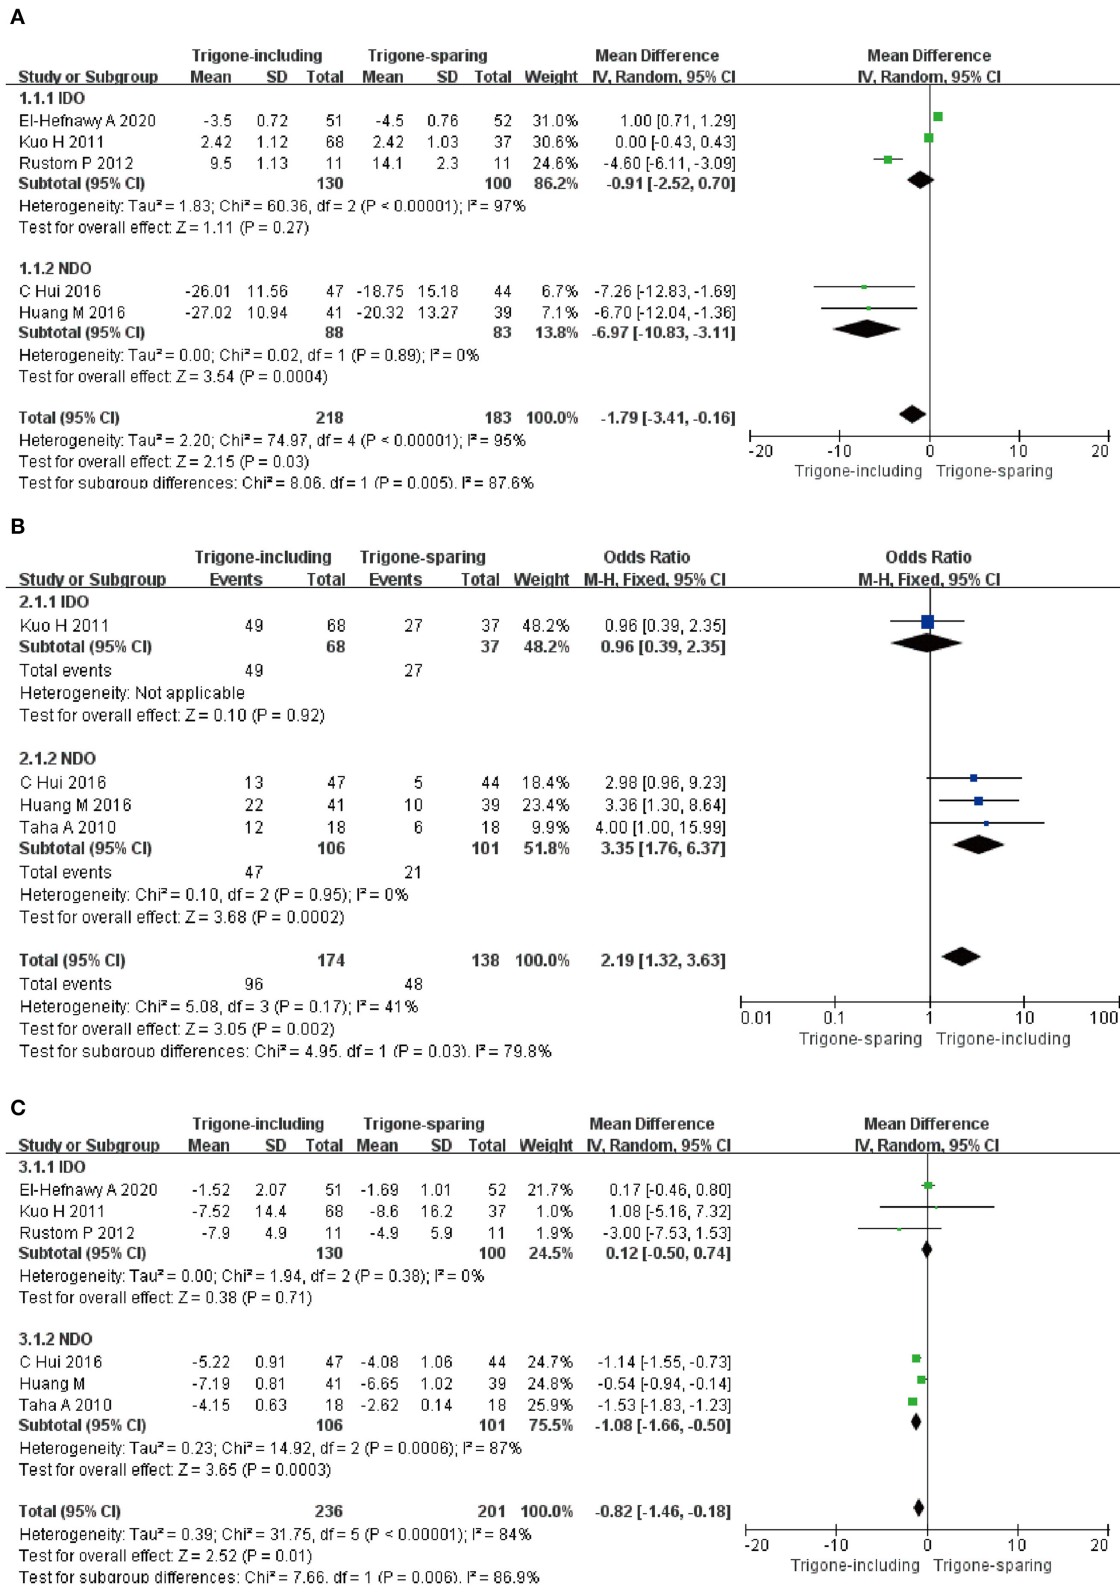 A
Trigone-including Trigone-sparing Mean Difference Mean Difference
Study or Subgroup Mean SD Total Mean SD Total Weight IV, Random, 95% CI IV, Random, 95% CI
1.1.1 IDO
El-Hefnawy A 2020 -3.5 0.72 51 -4.5 0.76 52 31.0% 1.00 [0.71, 1.29]
Kuo H 2011 2.42 1.12 68 2.42 1.03 37 30.6% 0.00 [-0.43, 0.43]
Rustom P 2012 9.5 1.13 11 14.1 2.3 11 24.6% -4.60 [-6.11, -3.09]
Subtotal (95% CI) 130 100 86.2% -0.91 [-2.52, 0.70]
Heterogeneity: Tau² = 1.83; Chi² = 60.36, df = 2 (P < 0.00001); I² = 97%
Test for overall effect: Z = 1.11 (P = 0.27)
1.1.2 NDO
C Hui 2016 -26.01 11.56 47 -18.75 15.18 44 6.7% -7.26 [-12.83, -1.69]
Huang M 2016 -27.02 10.94 41 -20.32 13.27 39 7.1% -6.70 [-12.04, -1.36]
Subtotal (95% CI) 88 83 13.8% -6.97 [-10.83, -3.11]
Heterogeneity: Tau² = 0.00; Chi² = 0.02, df = 1 (P = 0.89); I² = 0%
Test for overall effect: Z = 3.54 (P = 0.0004)
Total (95% CI) 218 183 100.0% -1.79 [-3.41, -0.16]
Heterogeneity: Tau² = 2.20; Chi² = 74.97, df = 4 (P < 0.00001); I² = 95%
Test for overall effect: Z = 2.15 (P = 0.03)
Test for subgroup differences: Chi² = 8.06, df = 1 (P = 0.005), I² = 87.6%
-20 -10 0 10 20
Trigone-including Trigone-sparing
B
Trigone-including Trigone-sparing Odds Ratio Odds Ratio
Study or Subgroup Events Total Events Total Weight M-H, Fixed, 95% CI M-H, Fixed, 95% CI
2.1.1 IDO
Kuo H 2011 49 68 27 37 48.2% 0.96 [0.39, 2.35]
Subtotal (95% CI) 68 37 48.2% 0.96 [0.39, 2.35]
Total events 49 27
Heterogeneity: Not applicable
Test for overall effect: Z = 0.10 (P = 0.92)
2.1.2 NDO
C Hui 2016 13 47 5 44 18.4% 2.98 [0.96, 9.23]
Huang M 2016 22 41 10 39 23.4% 3.36 [1.30, 8.64]
Taha A 2010 12 18 6 18 9.9% 4.00 [1.00, 15.99]
Subtotal (95% CI) 106 101 51.8% 3.35 [1.76, 6.37]
Total events 47 21
Heterogeneity: Chi² = 0.10, df = 2 (P = 0.95); I² = 0%
Test for overall effect: Z = 3.68 (P = 0.0002)
Total (95% CI) 174 138 100.0% 2.19 [1.32, 3.63]
Total events 96 48
Heterogeneity: Chi² = 5.08, df = 3 (P = 0.17); I² = 41%
Test for overall effect: Z = 3.05 (P = 0.002)
Test for subgroup differences: Chi² = 4.95, df = 1 (P = 0.03), I² = 79.8%
0.01 0.1 1 10 100
Trigone-sparing Trigone-including
C
Trigone-including Trigone-sparing Mean Difference Mean Difference
Study or Subgroup Mean SD Total Mean SD Total Weight IV, Random, 95% CI IV, Random, 95% CI
3.1.1 IDO
El-Hefnawy A 2020 -1.52 2.07 51 -1.69 1.01 52 21.7% 0.17 [-0.46, 0.80]
Kuo H 2011 -7.52 14.4 68 -8.6 16.2 37 1.0% 1.08 [-5.16, 7.32]
Rustom P 2012 -7.9 4.9 11 -4.9 5.9 11 1.9% -3.00 [-7.53, 1.53]
Subtotal (95% CI) 130 100 24.5% 0.12 [-0.50, 0.74]
Heterogeneity: Tau² = 0.00; Chi² = 1.94, df = 2 (P = 0.38); I² = 0%
Test for overall effect: Z = 0.38 (P = 0.71)
3.1.2 NDO
C Hui 2016 -5.22 0.91 47 -4.08 1.06 44 24.7% -1.14 [-1.55, -0.73]
Huang M -7.19 0.81 41 -6.65 1.02 39 24.8% -0.54 [-0.94, -0.14]
Taha A 2010 -4.15 0.63 18 -2.62 0.14 18 25.9% -1.53 [-1.83, -1.23]
Subtotal (95% CI) 106 101 75.5% -1.08 [-1.66, -0.50]
Heterogeneity: Tau² = 0.23; Chi² = 14.92, df = 2 (P = 0.0006); I² = 87%
Test for overall effect: Z = 3.65 (P = 0.0003)
Total (95% CI) 236 201 100.0% -0.82 [-1.46, -0.18]
Heterogeneity: Tau² = 0.39; Chi² = 31.75, df = 5 (P < 0.00001); I² = 84%
Test for overall effect: Z = 2.52 (P = 0.01)
Test for subgroup differences: Chi² = 7.66, df = 1 (P = 0.006), I² = 86.9%
-20 -10 0 10 20
Trigone-including Trigone-sparing